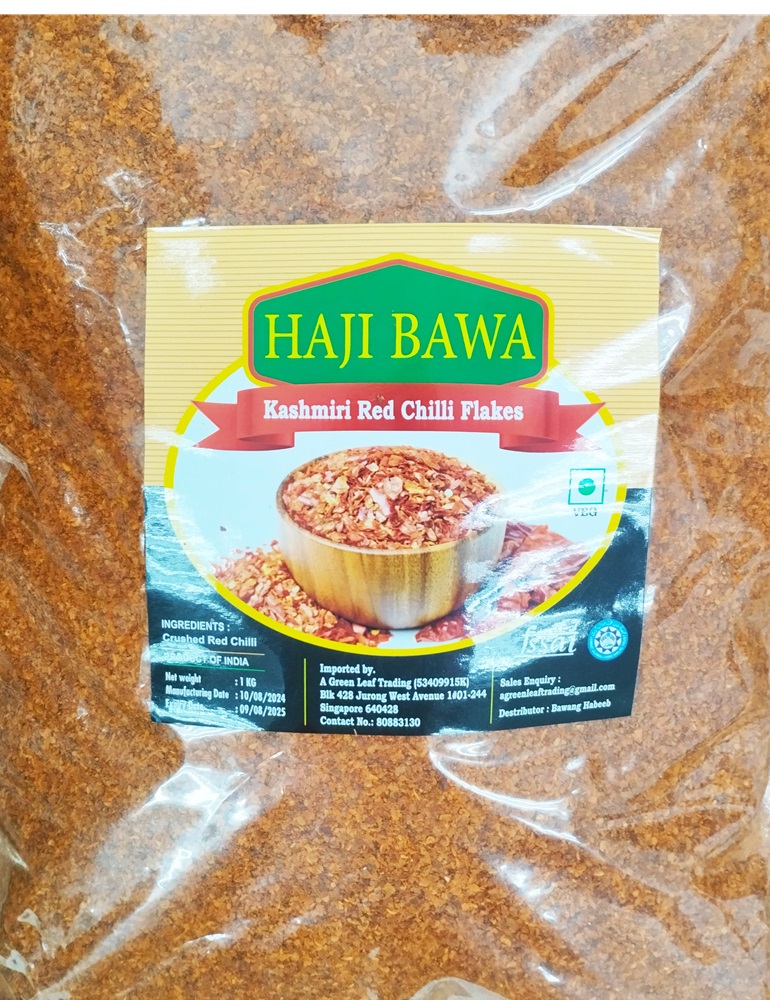 HAJI BAWA
Kashmiri Red Chilli Flakes
VEG
INGREDIENTS :
Crushed Red Chilli
PRODUCT OF INDIA
Net weight : 1 KG
Manufacturing Date : 10/08/2024
Expiry Date : 09/08/2025
Imported by.
A Green Leaf Trading (53409915K)
Blk 428 Jurong West Avenue 1#01-244
Singapore 640428
Contact No.: 80883130
fssai
Sales Enquiry :
agreenleaftrading@gmail.com
Destributor : Bawang Habeeb